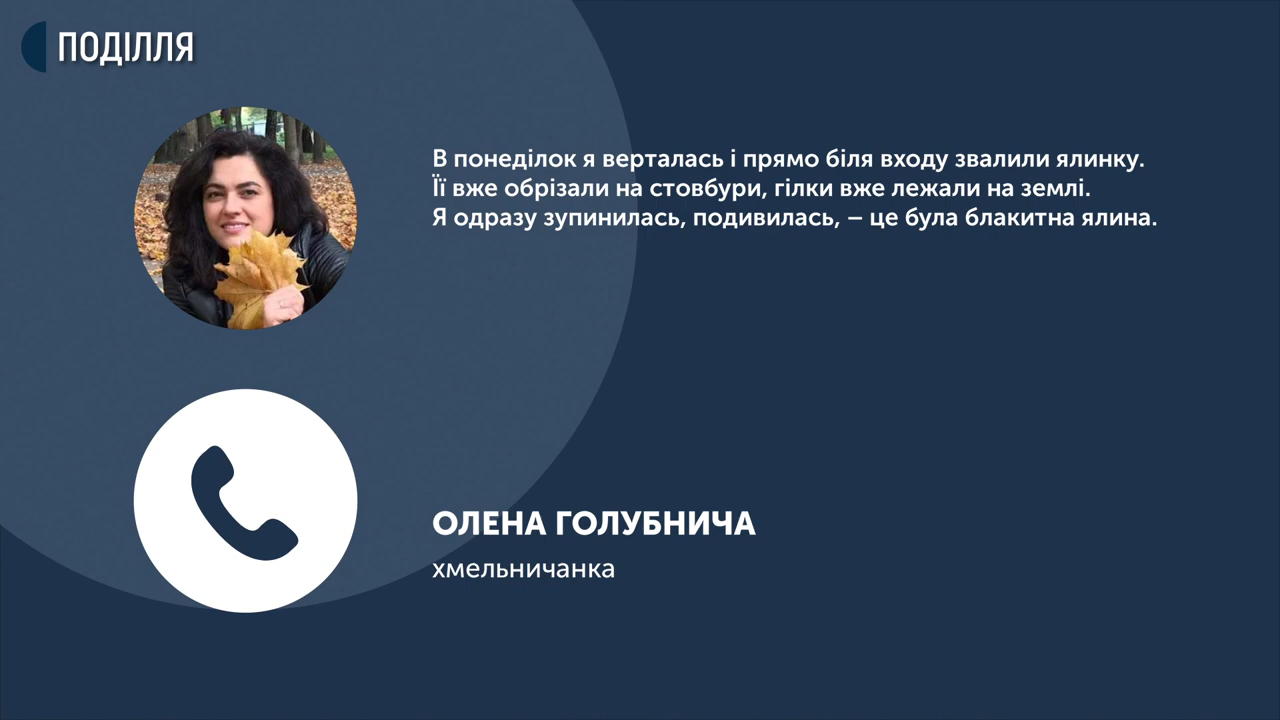 ПОДІЛЛЯ
В понеділок я верталась і прямо біля входу звалили ялинку.
Її вже обрізали на стовбури, гілки вже лежали на землі.
Я одразу зупинилась, подивилась, – це була блакитна ялина.
ОЛЕНА ГОЛУБНИЧА
хмельничанка